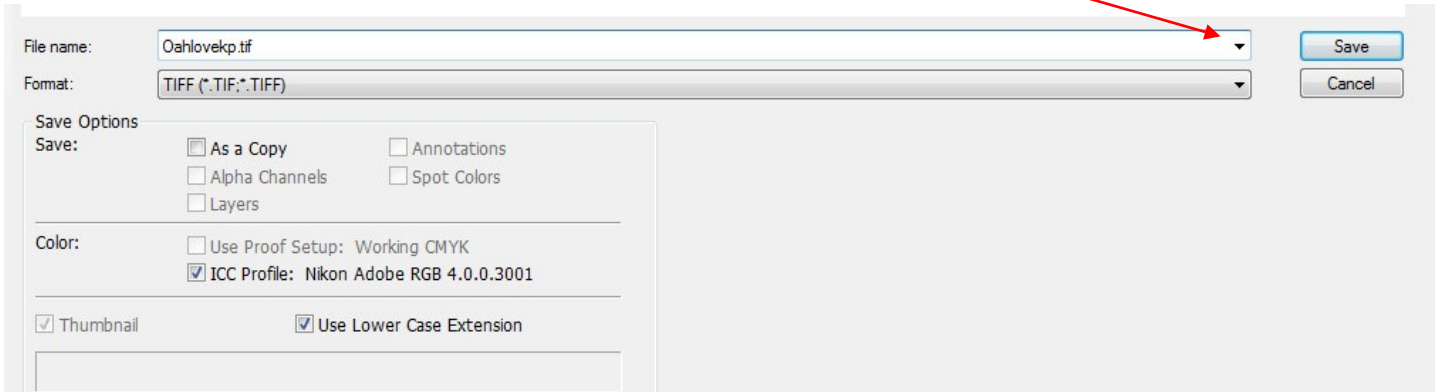 File name: Oahlovekp.tif Save
Format: TIFF (*.TIF;*.TIFF) Cancel
Save Options
Save: As a Copy Annotations
Alpha Channels Spot Colors
Layers
Color: Use Proof Setup: Working CMYK
ICC Profile: Nikon Adobe RGB 4.0.0.3001
Thumbnail Use Lower Case Extension